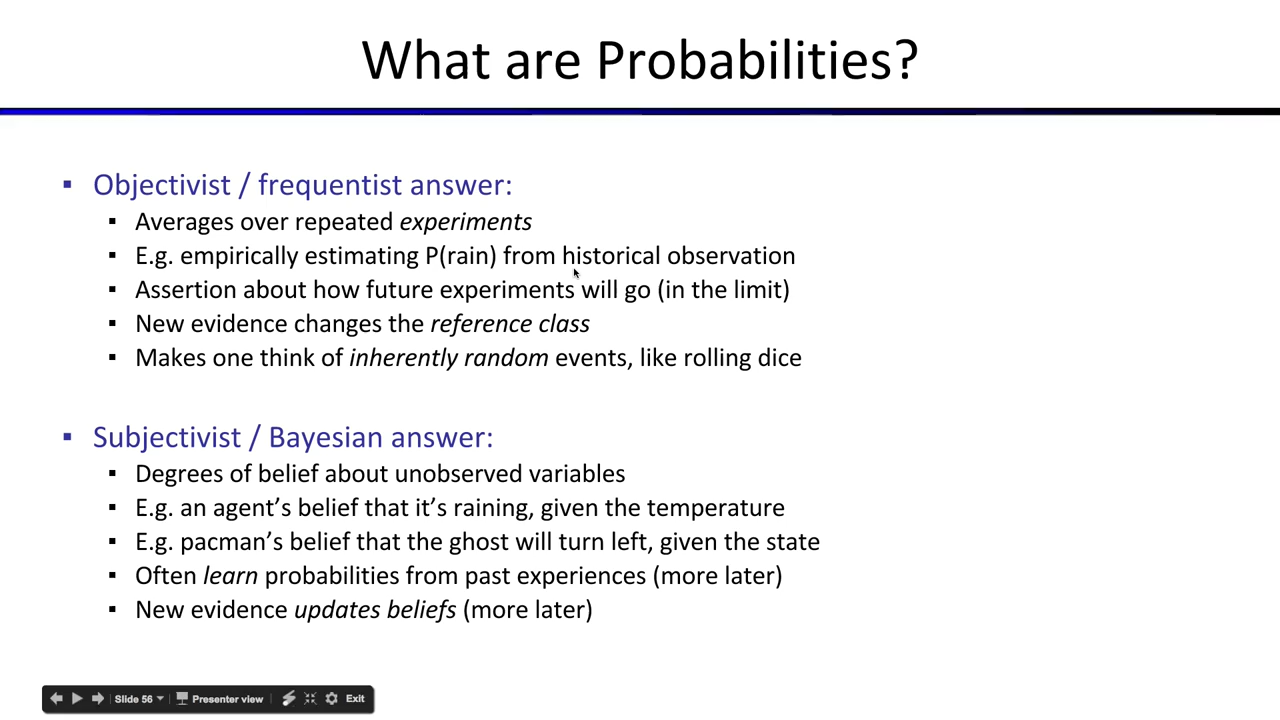 What are Probabilities?
▪ Objectivist / frequentist answer:
▪ Averages over repeated experiments
▪ E.g. empirically estimating P(rain) from historical observation
▪ Assertion about how future experiments will go (in the limit)
▪ New evidence changes the reference class
▪ Makes one think of inherently random events, like rolling dice
▪ Subjectivist / Bayesian answer:
▪ Degrees of belief about unobserved variables
▪ E.g. an agent’s belief that it’s raining, given the temperature
▪ E.g. pacman’s belief that the ghost will turn left, given the state
▪ Often learn probabilities from past experiences (more later)
▪ New evidence updates beliefs (more later)
Slide 56 Presenter view Exit